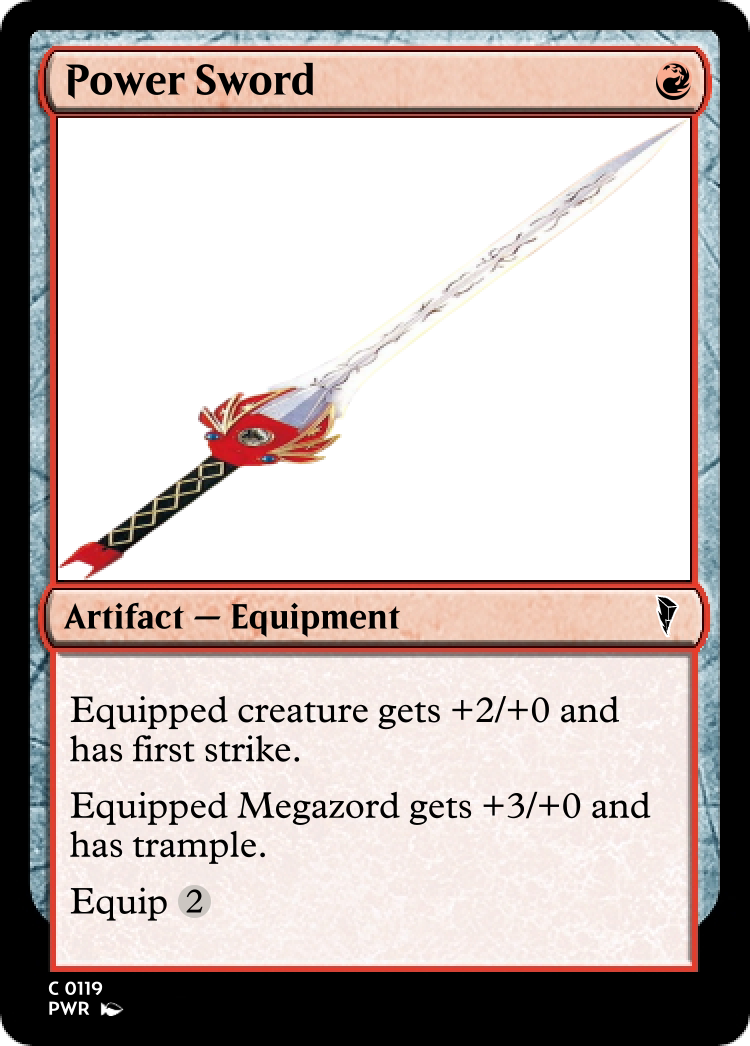 Power Sword
Artifact — Equipment
Equipped creature gets +2/+0 and
has first strike.
Equipped Megazord gets +3/+0 and
has trample.
Equip 2
C 0119
PWR